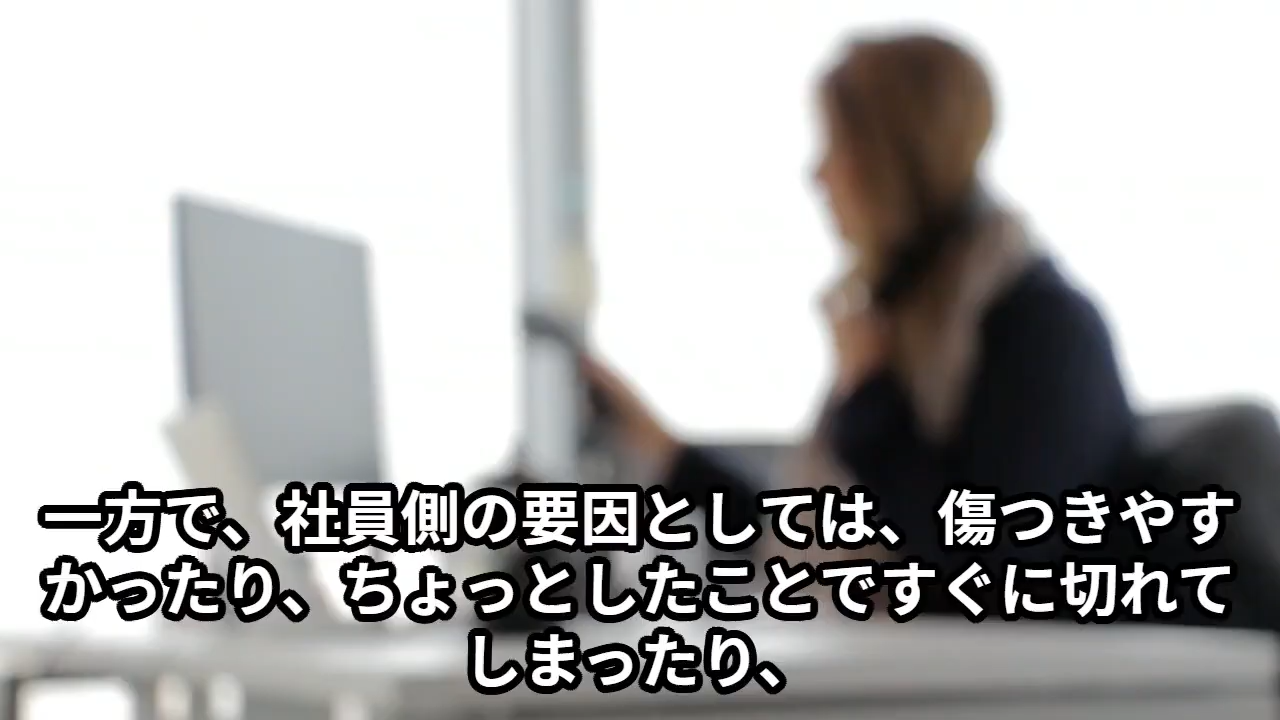 一方で、社員側の要因としては、傷つきやす
かったり、ちょっとしたことですぐに切れて
しまったり、